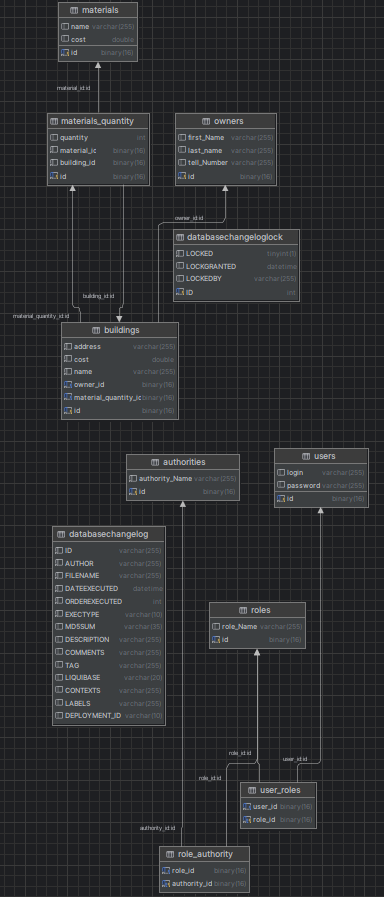 materials
name varchar(255)
cost double
id binary(16)
material_id:id
materials_quantity
quantity int
material_ic binary(16)
building_id binary(16)
id binary(16)
owners
first_Name varchar(255)
last_name varchar(255)
tell_Number varchar(255)
id binary(16)
owner_id:id
databasechangeloglock
LOCKED tinyint(1)
LOCKGRANTED datetime
LOCKEDBY varchar(255)
ID int
building_id:id
material_quantity_id:id
buildings
address varchar(255)
cost double
name varchar(255)
owner_id binary(16)
material_quantity_ic binary(16)
id binary(16)
authorities
authority_Name varchar(255)
id binary(16)
users
login varchar(255)
password varchar(255)
id binary(16)
databasechangelog
ID varchar(255)
AUTHOR varchar(255)
FILENAME varchar(255)
DATEEXECUTED datetime
ORDEREXECUTED int
EXECTYPE varchar(10)
MD5SUM varchar(35)
DESCRIPTION varchar(255)
COMMENTS varchar(255)
TAG varchar(255)
LIQUIBASE varchar(20)
CONTEXTS varchar(255)
LABELS varchar(255)
DEPLOYMENT_ID varchar(10)
roles
role_Name varchar(255)
id binary(16)
role_id:id
user_id:id
role_id:id
user_roles
user_id binary(16)
role_id binary(16)
authority_id:id
role_authority
role_id binary(16)
authority_id binary(16)